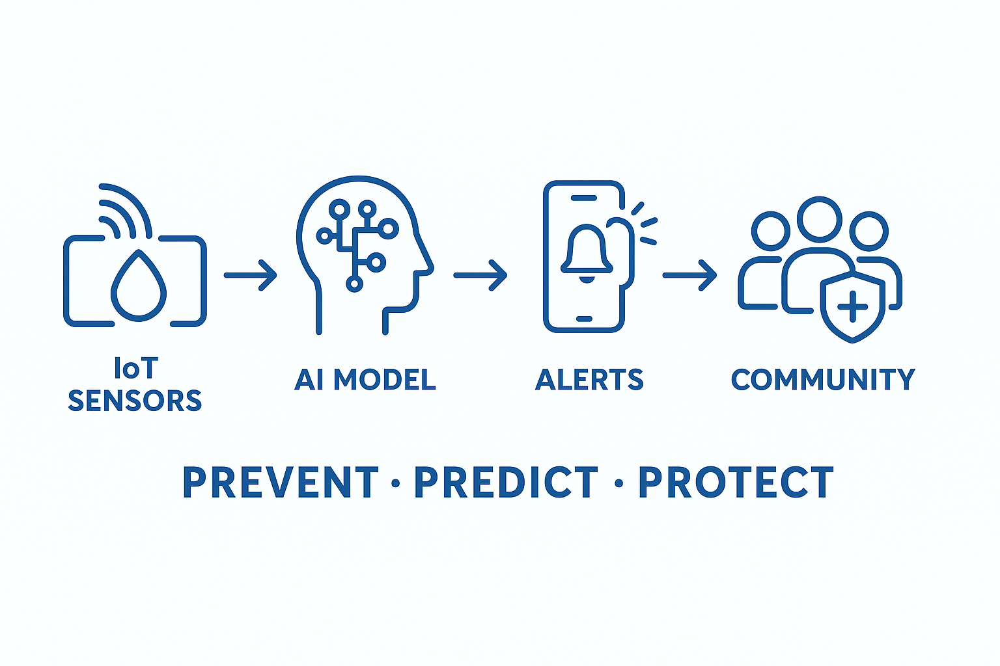 IoT
SENSORS
AI MODEL
ALERTS
COMMUNITY
PREVENT · PREDICT · PROTECT